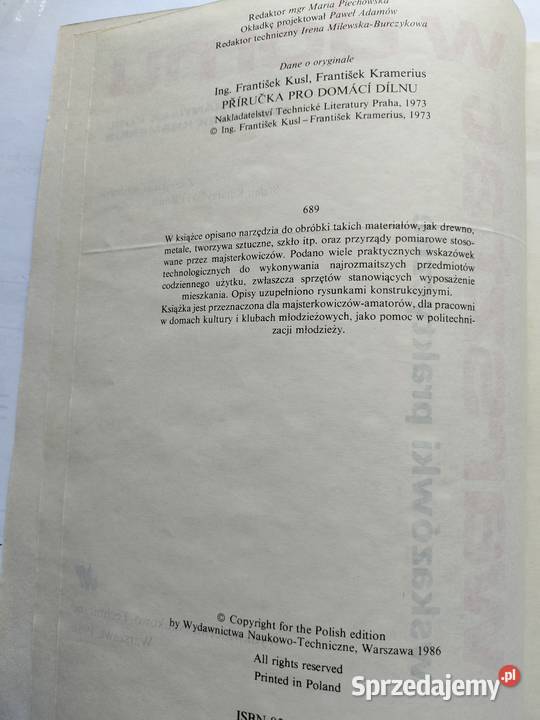 Redaktor mgr Maria Piechowska
Okładkę projektował Paweł Adamów
Redaktor techniczny Irena Milewska-Burczykowa
Dane o oryginale
Ing. František Kusl, František Kramerius
PŘÍRUČKA PRO DOMÁCÍ DÍLNU
Nakladatelství Technické Literatury Praha, 1973
© Ing. František Kusl – František Kramerius, 1973
689
W książce opisano narzędzia do obróbki takich materiałów, jak drewno,
metale, tworzywa sztuczne, szkło itp. oraz przyrządy pomiarowe stoso-
wane przez majsterkowiczów. Podano wiele praktycznych wskazówek
technologicznych do wykonywania najrozmaitszych przedmiotów
codziennego użytku, zwłaszcza sprzętów stanowiących wyposażenie
mieszkania. Opisy uzupełniono rysunkami konstrukcyjnymi.
Książka jest przeznaczona dla majsterkowiczów-amatorów, dla pracowni
w domach kultury i klubach młodzieżowych, jako pomoc w politechni-
zacji młodzieży.
© Copyright for the Polish edition
by Wydawnictwa Naukowo-Techniczne, Warszawa 1986
All rights reserved
Printed in Poland
ISBN
Sprzedajemy.pl
wskazówki